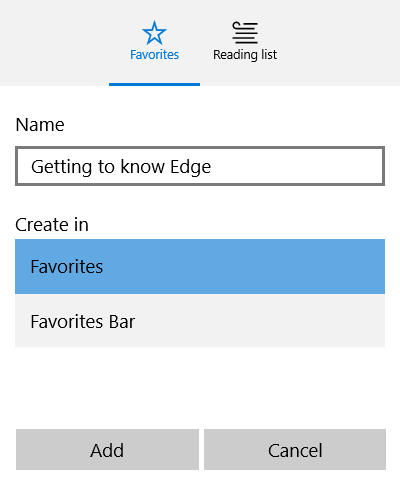 Favorites
Reading list
Name
Getting to know Edge
Create in
Favorites
Favorites Bar
Add
Cancel